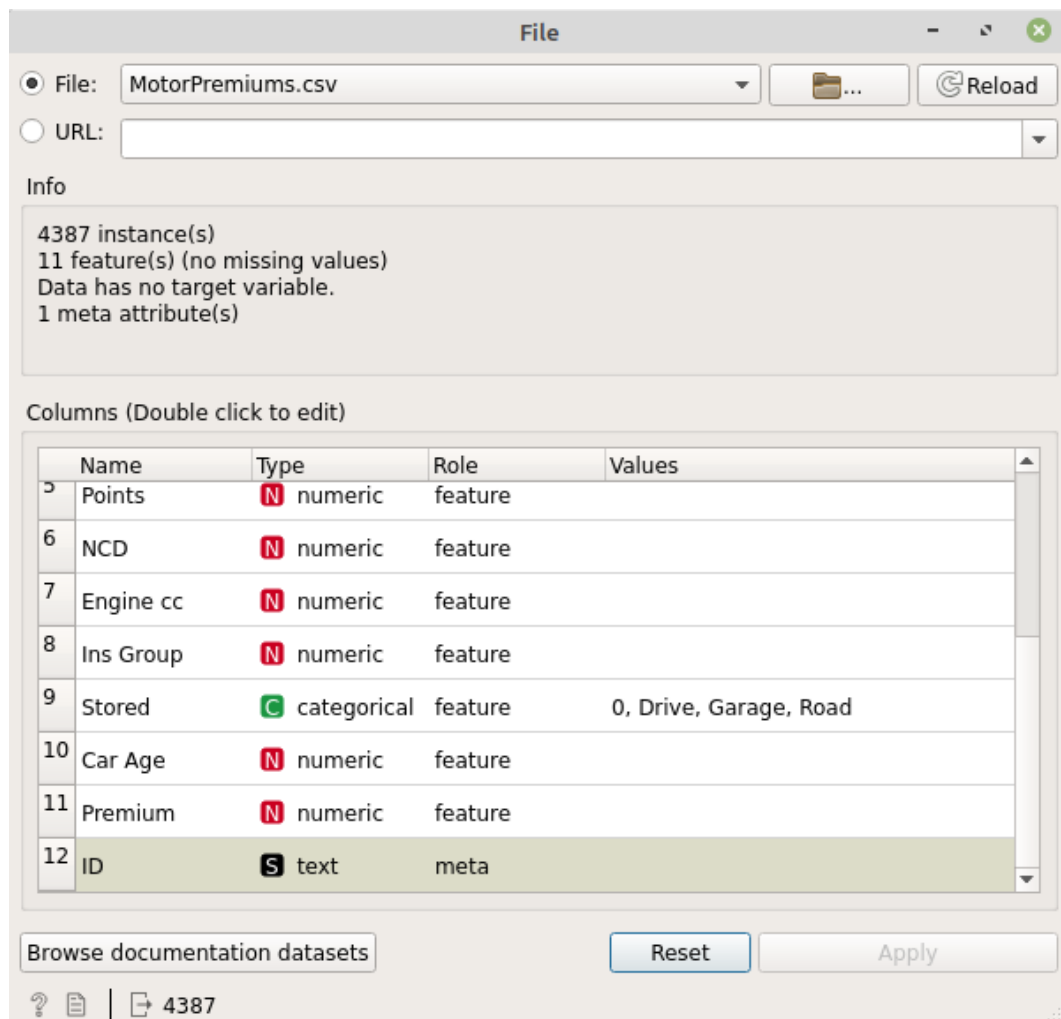 File
File: MotorPremiums.csv ... Reload
URL:
Info
4387 instance(s)
11 feature(s) (no missing values)
Data has no target variable.
1 meta attribute(s)
Columns (Double click to edit)
Name Type Role Values
5 Points N numeric feature
6 NCD N numeric feature
7 Engine cc N numeric feature
8 Ins Group N numeric feature
9 Stored C categorical feature 0, Drive, Garage, Road
10 Car Age N numeric feature
11 Premium N numeric feature
12 ID S text meta
Browse documentation datasets Reset Apply
? 4387